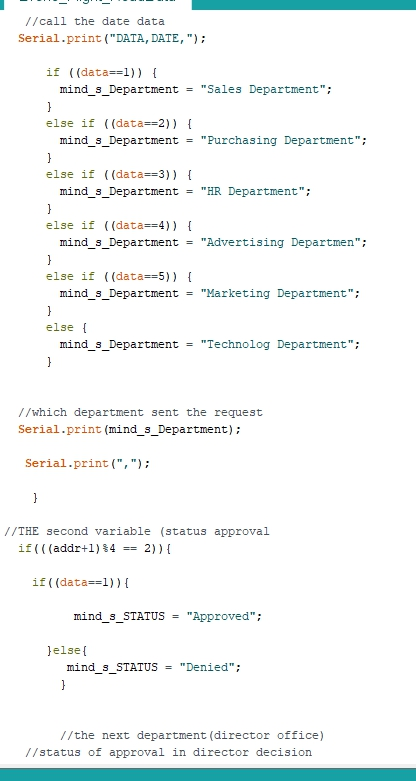 //call the date data
Serial.print("DATA,DATE,");
if ((data==1)) {
mind_s_Department = "Sales Department";
}
else if ((data==2)) {
mind_s_Department = "Purchasing Department";
}
else if ((data==3)) {
mind_s_Department = "HR Department";
}
else if ((data==4)) {
mind_s_Department = "Advertising Departmen";
}
else if ((data==5)) {
mind_s_Department = "Marketing Department";
}
else {
mind_s_Department = "Technolog Department";
}
//which department sent the request
Serial.print(mind_s_Department);
Serial.print(",");
}
//THE second variable (status approval
if(((addr+1)%4 == 2)){
if((data==1)){
mind_s_STATUS = "Approved";
}else{
mind_s_STATUS = "Denied";
}
//the next department(director office)
//status of approval in director decision